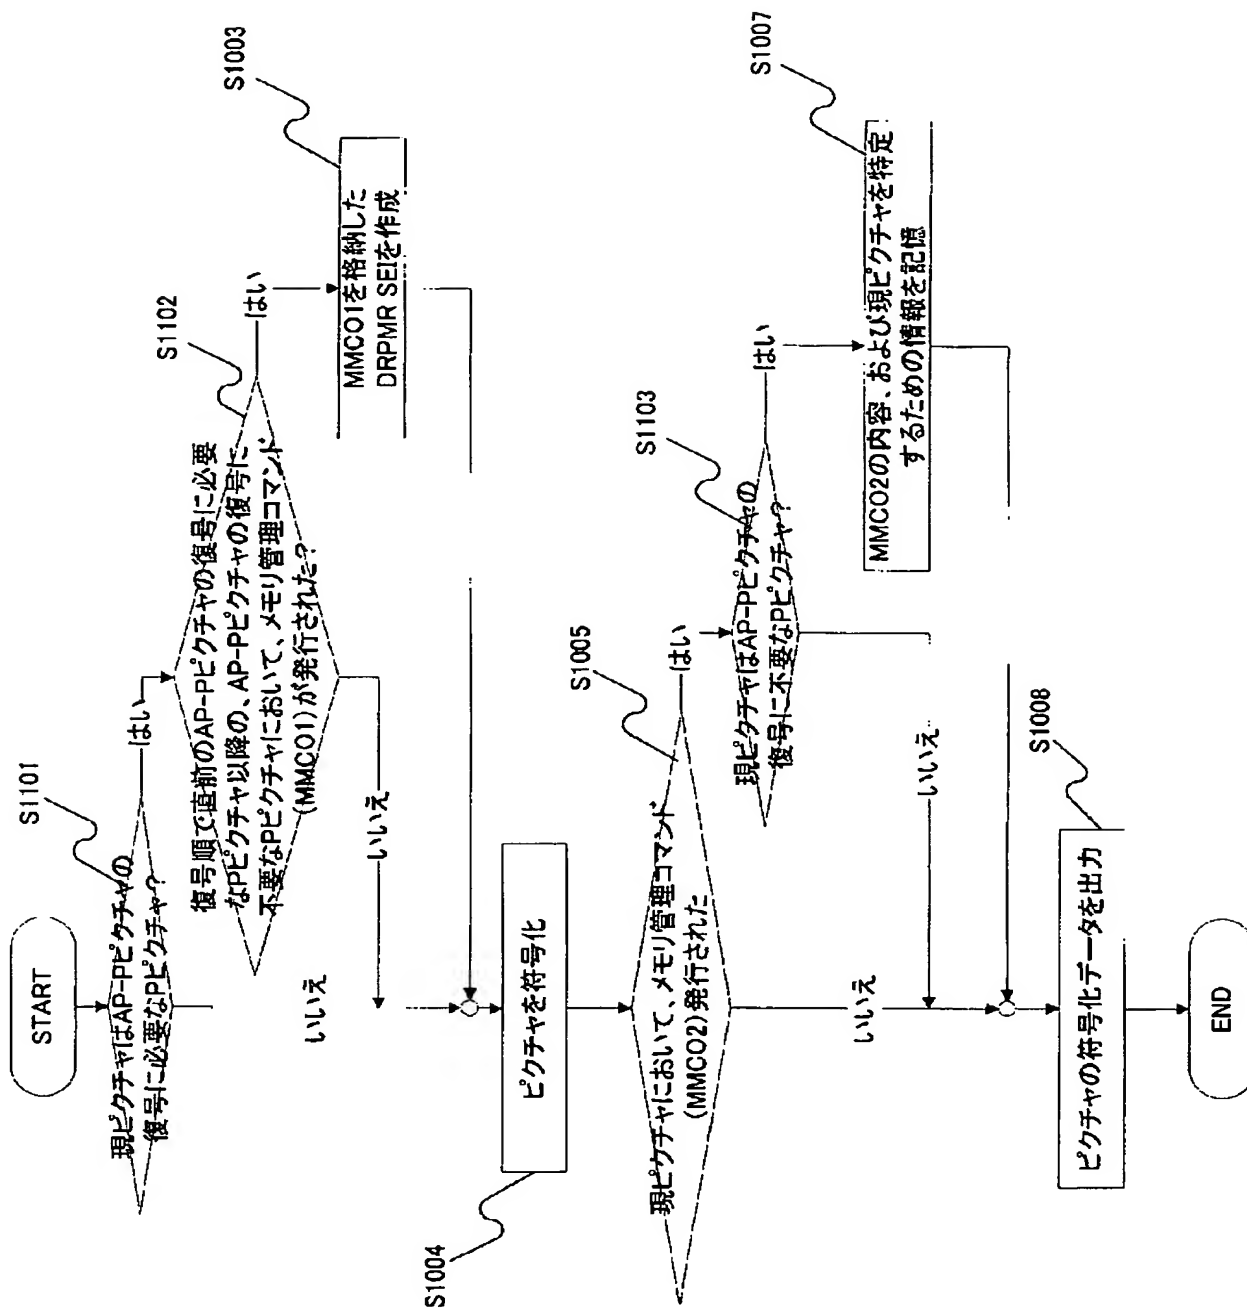 START
S1101
現ピクチャはAP-Pピクチャの
復号に必要なPピクチャ?
はい
いいえ
S1102
復号順で直前のAP-Pピクチャの復号に必要
なPピクチャ以降の、AP-Pピクチャの復号に
不要なPピクチャにおいて、メモリ管理コマンド
(MMCO1)が発行された?
はい
いいえ
S1003
MMCO1を格納した
DRPMR SEIを作成
S1004
ピクチャを符号化
S1005
現ピクチャにおいて、メモリ管理コマンド
(MMCO2)発行された
はい
いいえ
S1103
現ピクチャはAP-Pピクチャの
復号に不要なPピクチャ?
はい
いいえ
S1007
MMCO2の内容、および現ピクチャを特定
するための情報を記憶
S1008
ピクチャの符号化データを出力
END